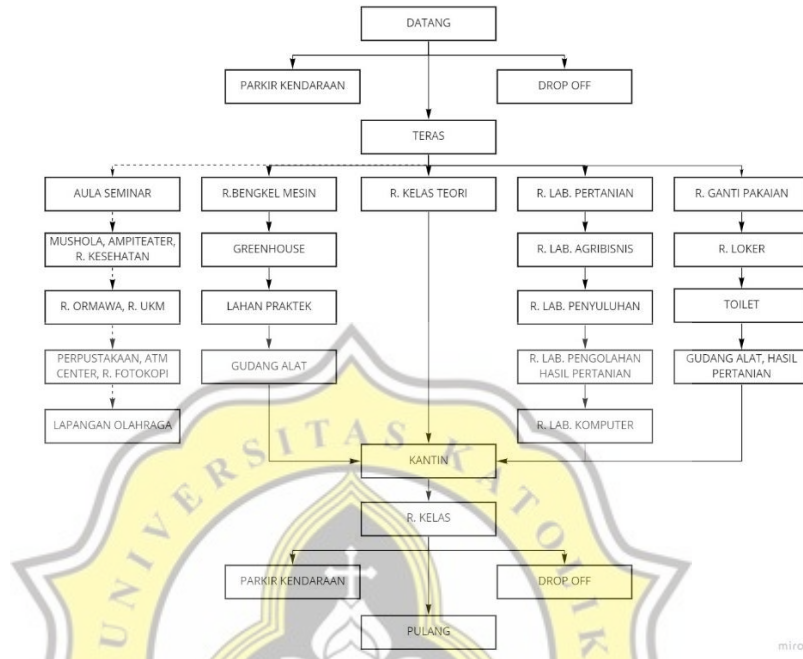 DATANG
PARKIR KENDARAAN
DROP OFF
TERAS
AULA SEMINAR
R.BENGKEL MESIN
R. KELAS TEORI
R. LAB. PERTANIAN
R. GANTI PAKAIAN
MUSHOLA, AMPITEATER,
R. KESEHATAN
GREENHOUSE
R. LAB. AGRIBISNIS
R. LOKER
R. ORMAWA, R. UKM
LAHAN PRAKTEK
R. LAB. PENYULUHAN
TOILET
PERPUSTAKAAN, ATM
CENTER, R. FOTOKOPI
GUDANG ALAT
R. LAB. PENGOLAHAN
HASIL PERTANIAN
GUDANG ALAT, HASIL
PERTANIAN
LAPANGAN OLAHRAGA
R. LAB. KOMPUTER
KANTIN
R. KELAS
PARKIR KENDARAAN
DROP OFF
PULANG
UNIVERSITAS KATOLIK
miro